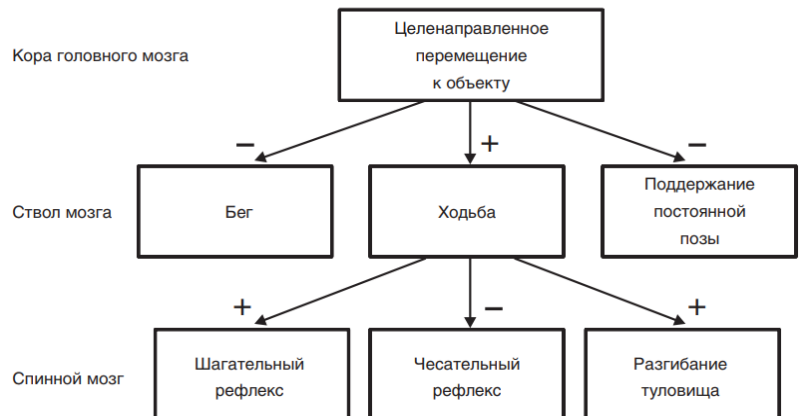 Кора головного мозга
Целенаправленное
перемещение
к объекту
−
+
−
Ствол мозга
Бег
Ходьба
Поддержание
постоянной
позы
+
−
+
Спинной мозг
Шагательный
рефлекс
Чесательный
рефлекс
Разгибание
туловища